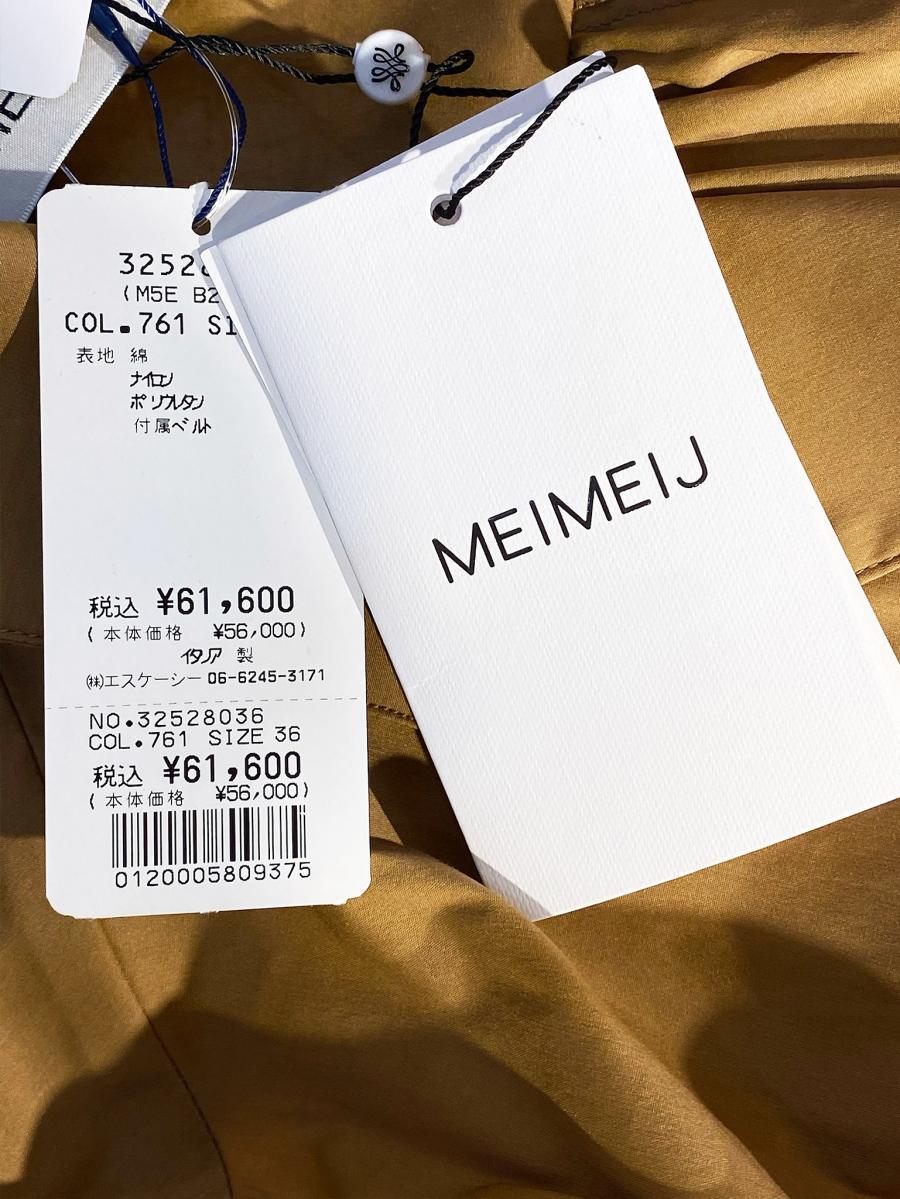 32528
(M5E B2
COL.761 SI
表地 綿
ナイロン
ポリウレタン
付属ベルト
税込 ¥61,600
(本体価格 ¥56,000)
イタリア 製
㈱エスケーシー 06-6245-3171
NO.32528036
COL.761 SIZE 36
税込 ¥61,600
(本体価格 ¥56,000)
0120005809375
MEIMEIJ